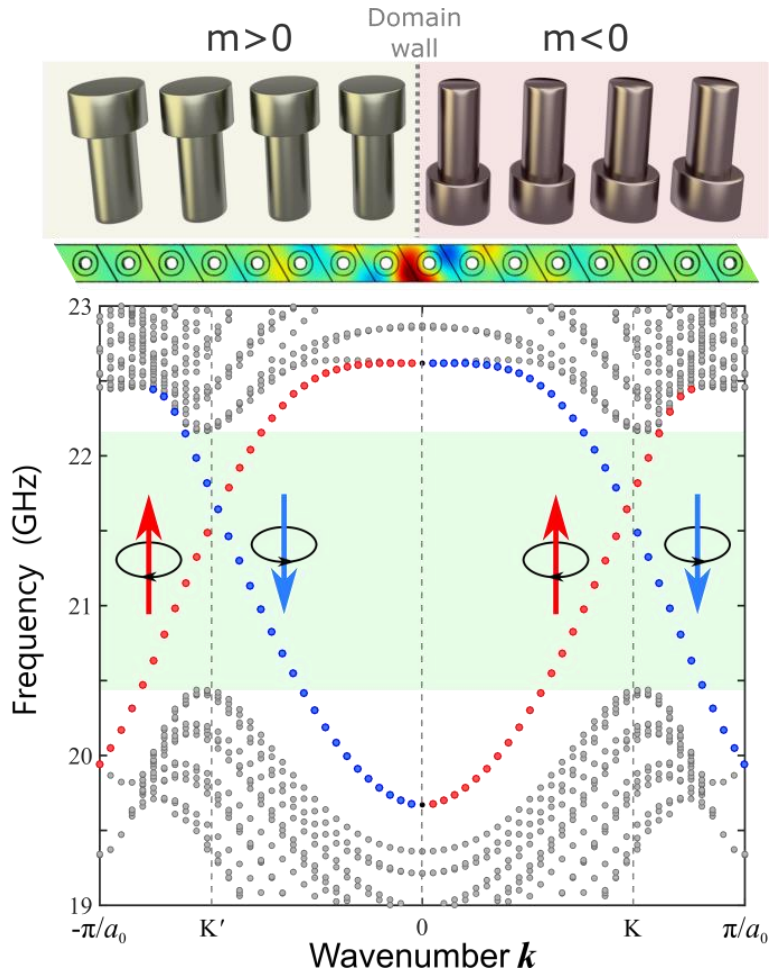 m>0
Domain
wall
m<0
23
22
21
20
19
Frequency (GHz)
-π/a₀
K′
0
K
π/a₀
Wavenumber k